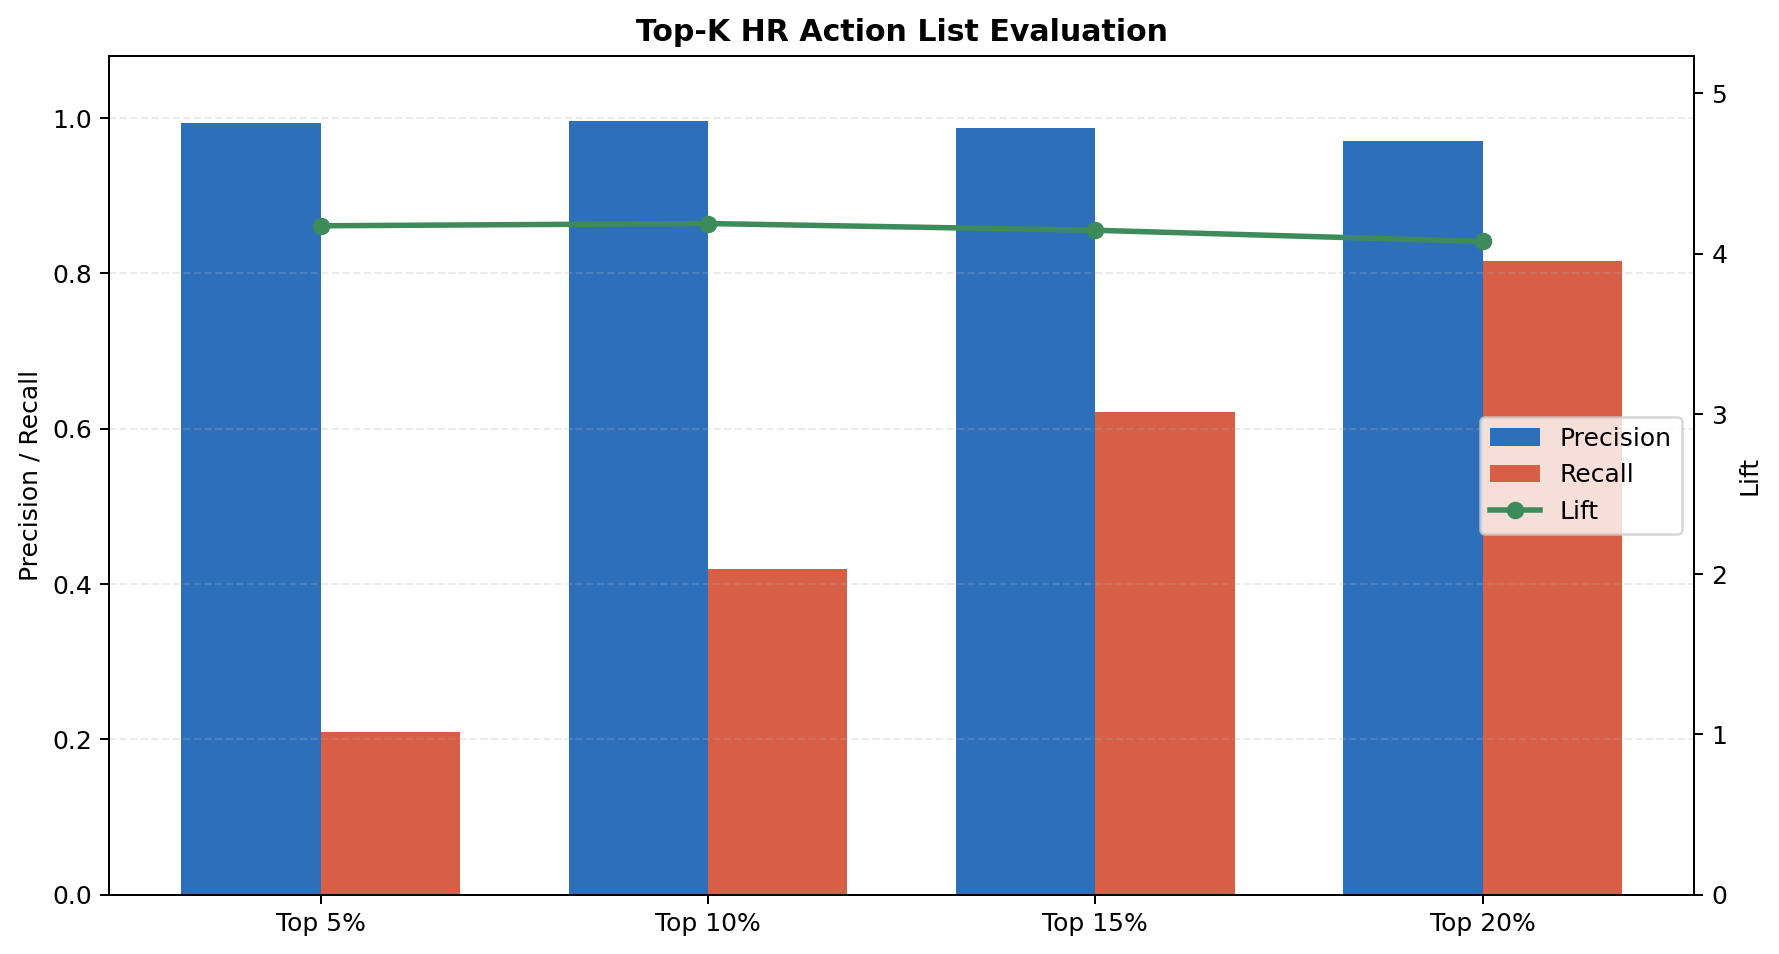 Top-K HR Action List Evaluation
Precision / Recall
1.0
0.8
0.6
0.4
0.2
0.0
Top 5%
Top 10%
Top 15%
Top 20%
5
4
3
2
1
0
Lift
Precision
Recall
Lift